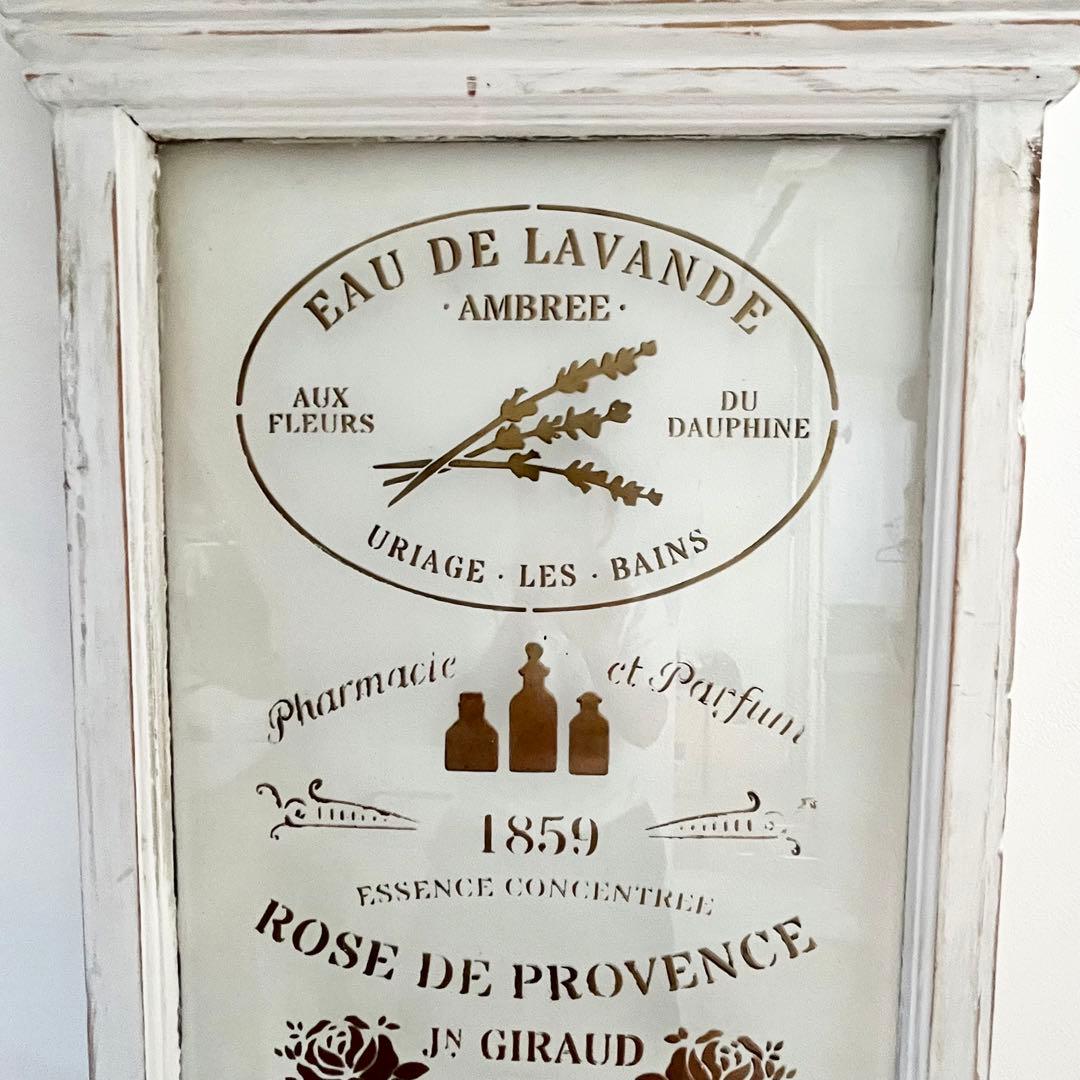 EAU DE LAVANDE
· AMBREE ·
AUX
FLEURS
DU
DAUPHINE
URIAGE · LES · BAINS
Pharmacie et Parfum
1859
ESSENCE CONCENTREE
ROSE DE PROVENCE
JN GIRAUD